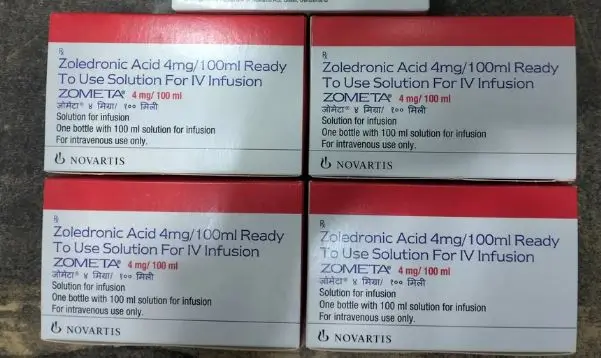 Rx
Zoledronic Acid 4mg/100ml Ready
To Use Solution For IV Infusion
ZOMETA® 4 mg/ 100 ml
जोमेटा® ४ मिग्रा/ १०० मिली
Solution for infusion
One bottle with 100 ml solution for infusion
For intravenous use only.
NOVARTIS
Rx
Zoledronic Acid 4mg/100ml Ready
To Use Solution For IV Infusion
ZOMETA® 4 mg/ 100 ml
जोमेटा® ४ मिग्रा/ १०० मिली
Solution for infusion
One bottle with 100 ml solution for infusion
For intravenous use only.
NOVARTIS
Rx
Zoledronic Acid 4mg/100ml Ready
To Use Solution For IV Infusion
ZOMETA® 4 mg/ 100 ml
जोमेटा® ४ मिग्रा/ १०० मिली
Solution for infusion
One bottle with 100 ml solution for infusion
For intravenous use only.
NOVARTIS
Rx
Zoledronic Acid 4mg/100ml Ready
To Use Solution For IV Infusion
ZOMETA® 4 mg/ 100 ml
जोमेटा® ४ मिग्रा/ १०० मिली
Solution for infusion
One bottle with 100 ml solution for infusion
For intravenous use only.
NOVARTIS